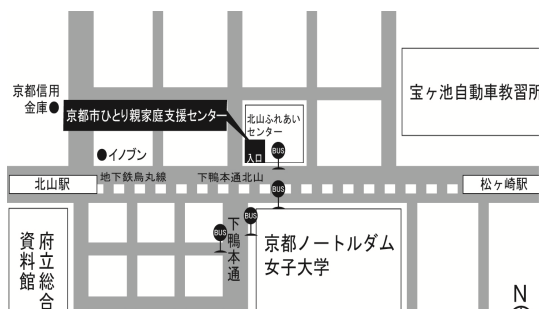 京都信用
金庫
京都市ひとり親家庭支援センター
北山ふれあい
センター
宝ヶ池自動車教習所
イノブン
入口
BUS
地下鉄烏丸線
下鴨本通北山
北山駅
松ヶ崎駅
BUS
BUS
BUS
下鴨本通
府立総合
資料館
京都ノートルダム
女子大学
N